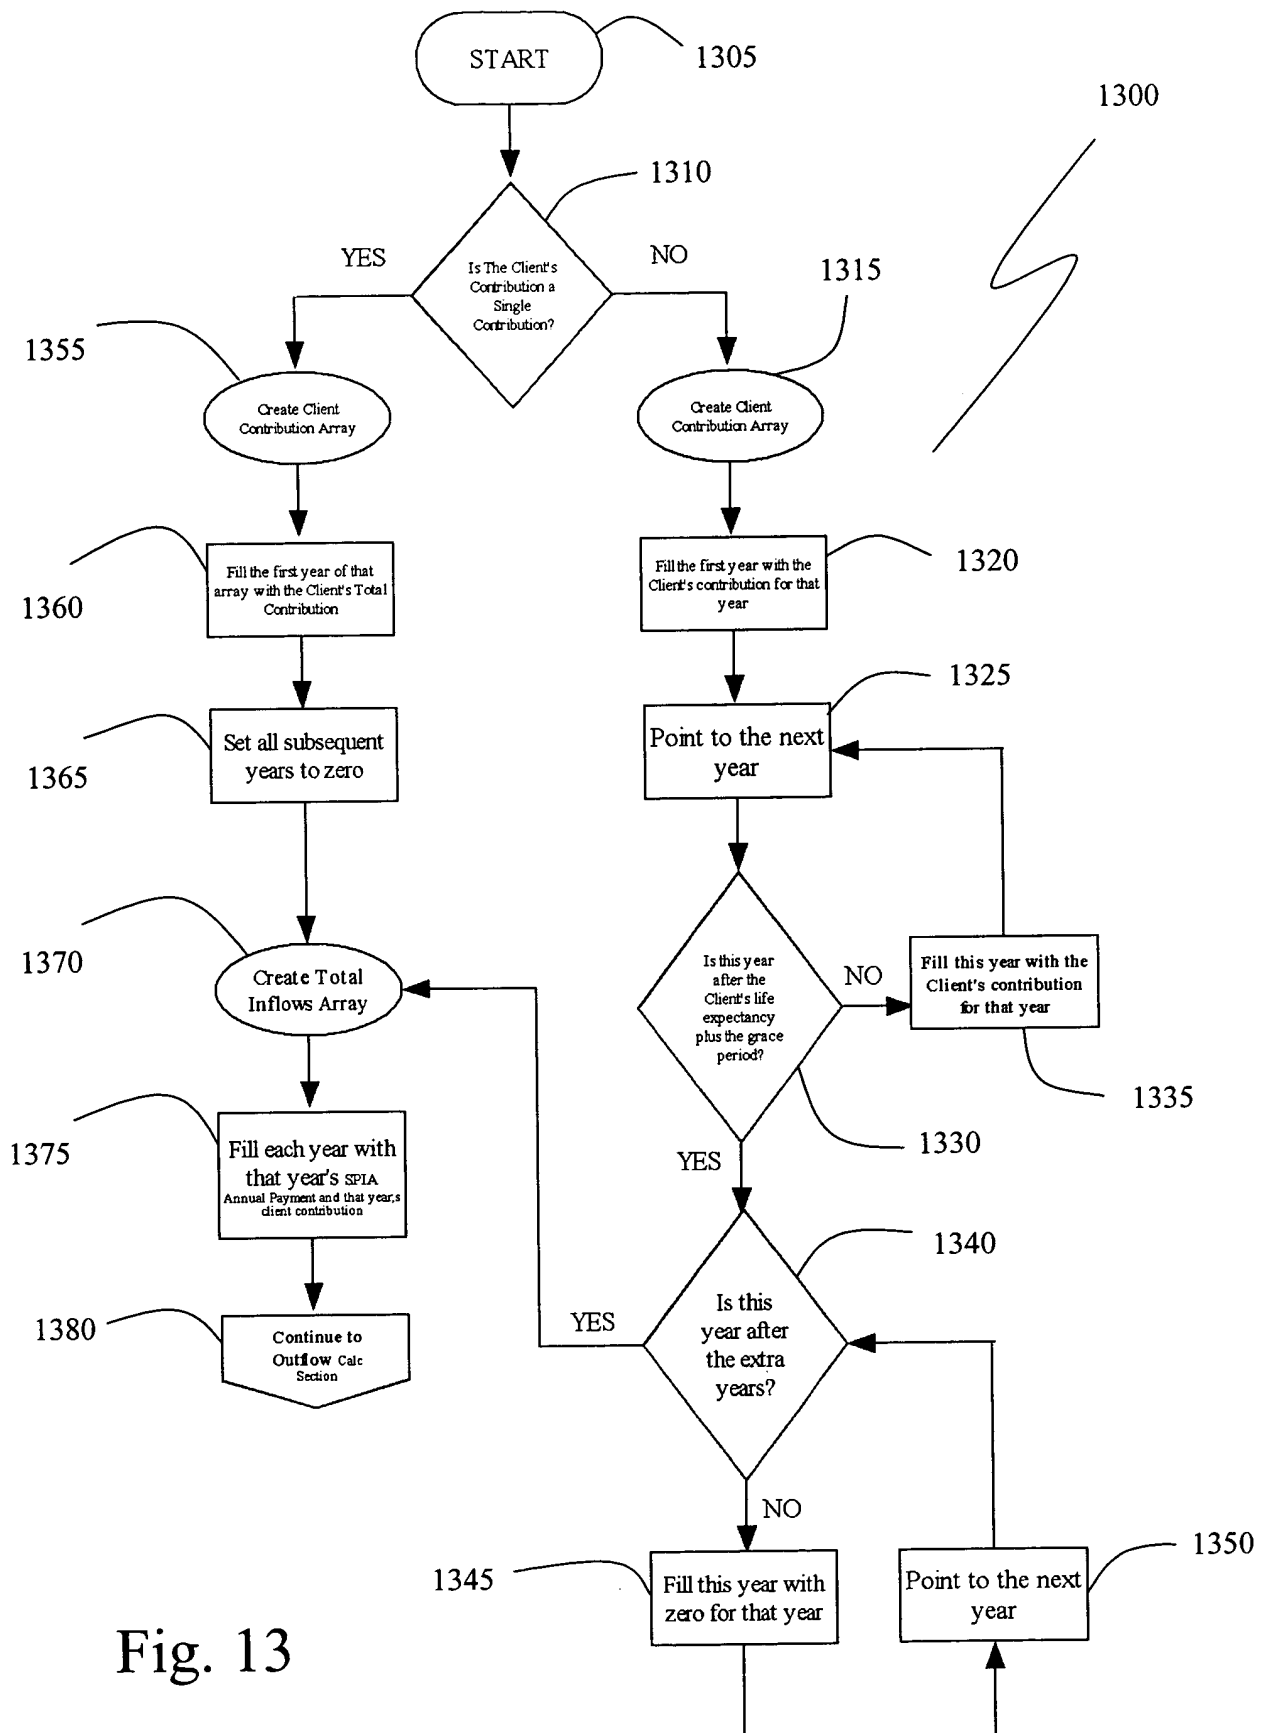 START
1305
1300
1310
YES
NO
Is The Client's
Contribution a
Single
Contribution?
1315
1355
Create Client
Contribution Array
Create Client
Contribution Array
1360
Fill the first year of that
array with the Client's Total
Contribution
Fill the first year with the
Client's contribution for that
year
1320
1325
Set all subsequent
years to zero
1365
Point to the next
year
1370
Create Total
Inflows Array
Is this year
after the
Client's life
expectancy
plus the grace
period?
NO
Fill this year with the
Client's contribution
for that year
1335
1330
1375
Fill each year with
that year's SPIA
Annual Payment and that year,s
client contribution
YES
1340
1380
Continue to
Outflow Calc
Section
YES
Is this
year after
the extra
years?
NO
1345
Fill this year with
zero for that year
Point to the next
year
1350
Fig. 13